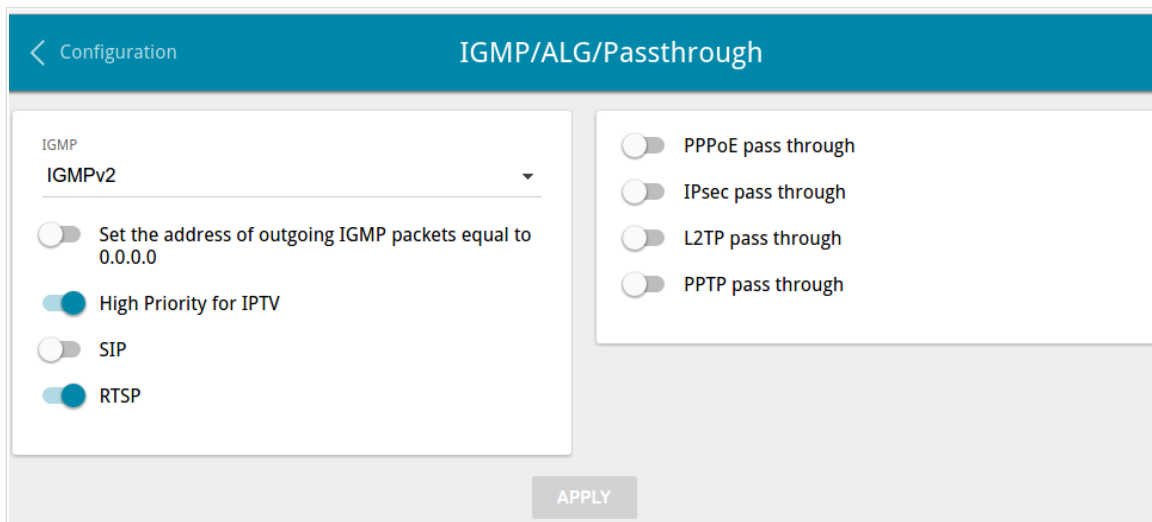 Configuration
IGMP/ALG/Passthrough
IGMP
IGMPv2
Set the address of outgoing IGMP packets equal to
0.0.0.0
High Priority for IPTV
SIP
RTSP
PPPoE pass through
IPsec pass through
L2TP pass through
PPTP pass through
APPLY